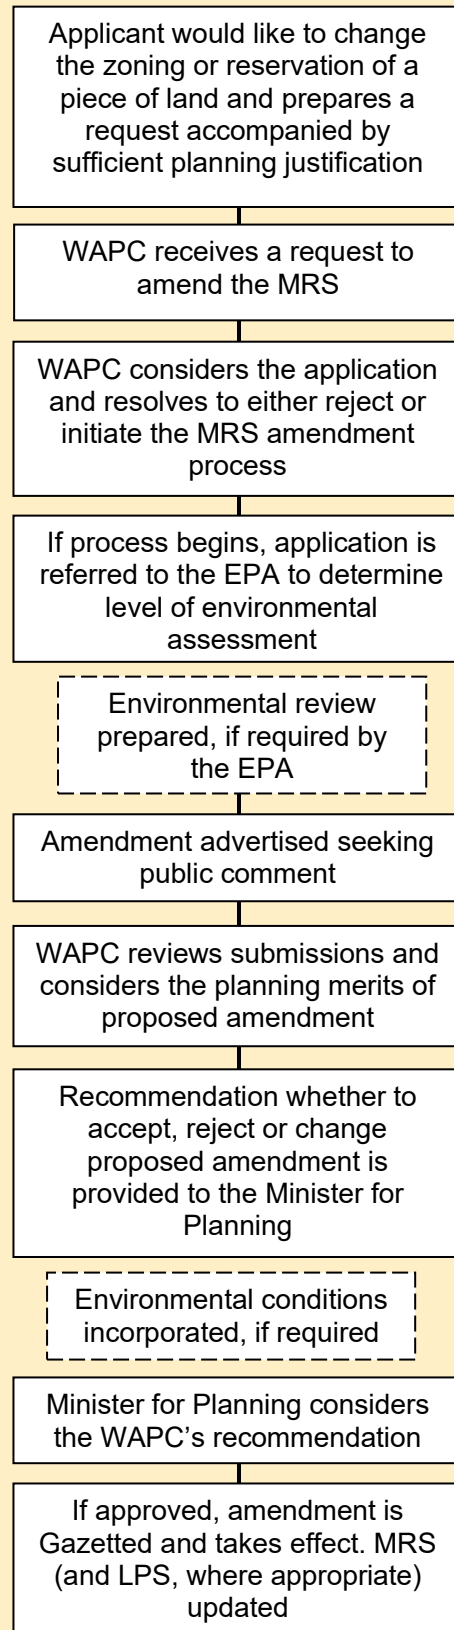 Applicant would like to change
the zoning or reservation of a
piece of land and prepares a
request accompanied by
sufficient planning justification
WAPC receives a request to
amend the MRS
WAPC considers the application
and resolves to either reject or
initiate the MRS amendment
process
If process begins, application is
referred to the EPA to determine
level of environmental
assessment
Environmental review
prepared, if required by
the EPA
Amendment advertised seeking
public comment
WAPC reviews submissions and
considers the planning merits of
proposed amendment
Recommendation whether to
accept, reject or change
proposed amendment is
provided to the Minister for
Planning
Environmental conditions
incorporated, if required
Minister for Planning considers
the WAPC’s recommendation
If approved, amendment is
Gazetted and takes effect. MRS
(and LPS, where appropriate)
updated